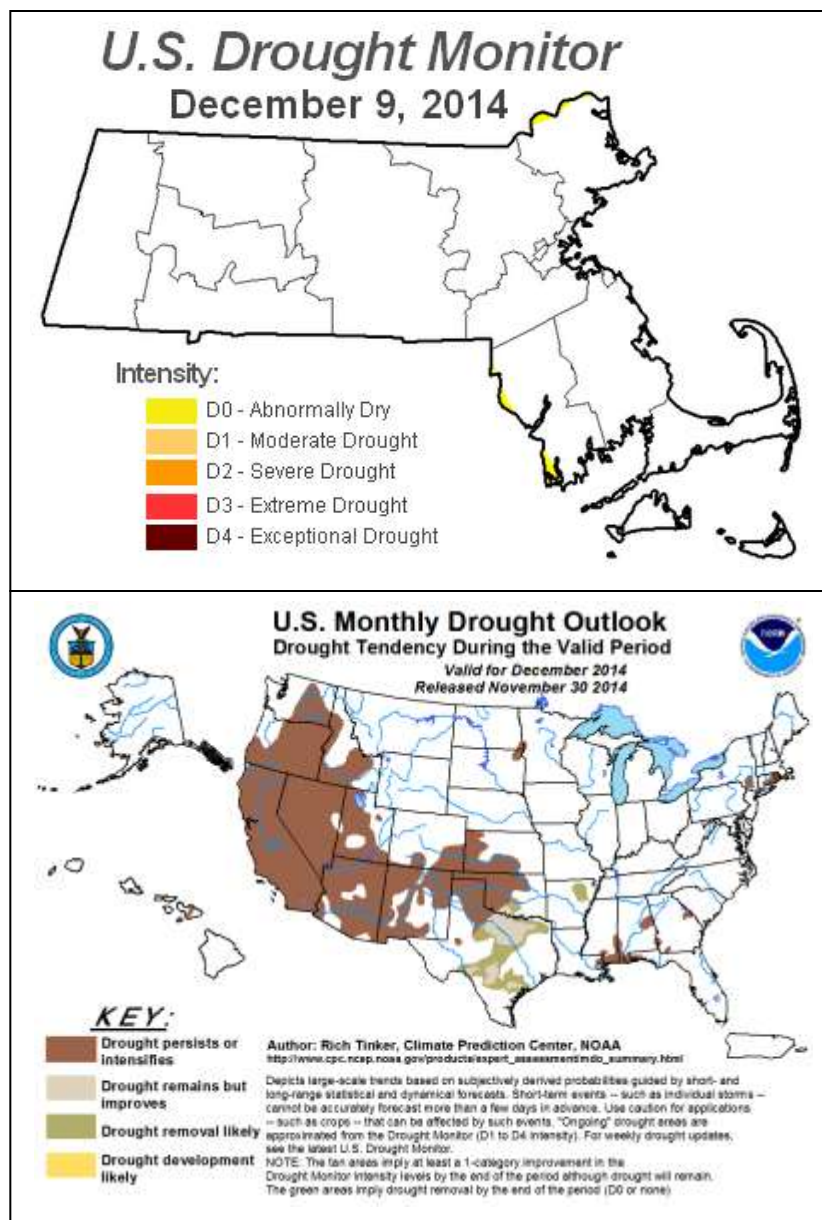 U.S. Drought Monitor
December 9, 2014
Intensity:
D0 - Abnormally Dry
D1 - Moderate Drought
D2 - Severe Drought
D3 - Extreme Drought
D4 - Exceptional Drought
U.S. Monthly Drought Outlook
Drought Tendency During the Valid Period
Valid for December 2014
Released November 30 2014
KEY:
Drought persists or
intensifies
Drought remains but
improves
Drought removal likely
Drought development
likely
Author: Rich Tinker, Climate Prediction Center, NOAA
http://www.cpc.ncep.noaa.gov/products/expert_assessment/mdo_summary.html
Depicts large-scale trends based on subjectively derived probabilities guided by short- and
long-range statistical and dynamical forecasts. Short-term events -- such as individual storms --
cannot be accurately forecast more than a few days in advance. Use caution for applications
-- such as crops -- that can be affected by such events. "Ongoing" drought areas are
approximated from the Drought Monitor (D1 to D4 intensity). For weekly drought updates,
see the latest U.S. Drought Monitor.
NOTE: The tan areas imply at least a 1-category improvement in the
Drought Monitor intensity levels by the end of the period although drought will remain.
The green areas imply drought removal by the end of the period (D0 or none)